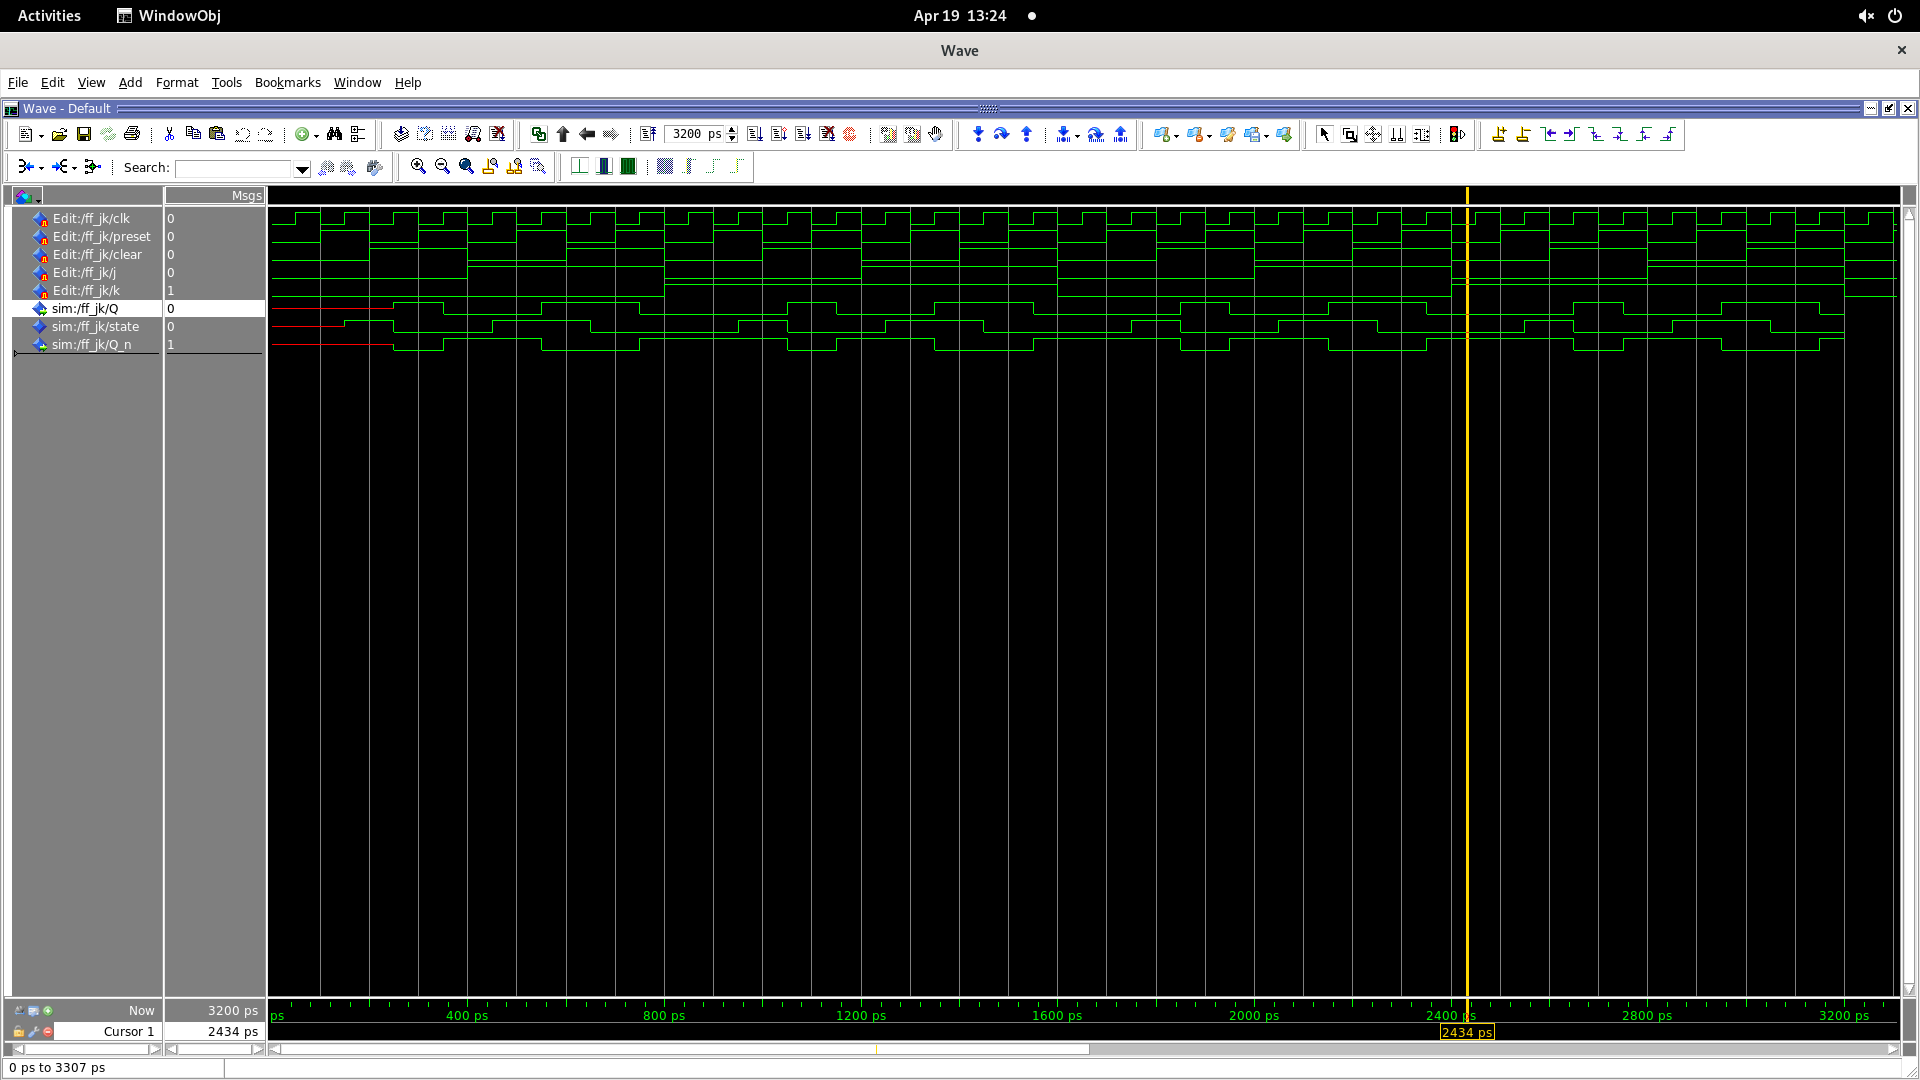 Activities WindowObj Apr 19 13:24
Wave
File Edit View Add Format Tools Bookmarks Window Help
Wave - Default
3200 ps
Search:
Msgs
Edit:/ff_jk/clk 0
Edit:/ff_jk/preset 0
Edit:/ff_jk/clear 0
Edit:/ff_jk/j 0
Edit:/ff_jk/k 1
sim:/ff_jk/Q 0
sim:/ff_jk/state 0
sim:/ff_jk/Q_n 1
Now 3200 ps ps 400 ps 800 ps 1200 ps 1600 ps 2000 ps 2400 ps 2800 ps 3200 ps
Cursor 1 2434 ps 2434 ps
0 ps to 3307 ps